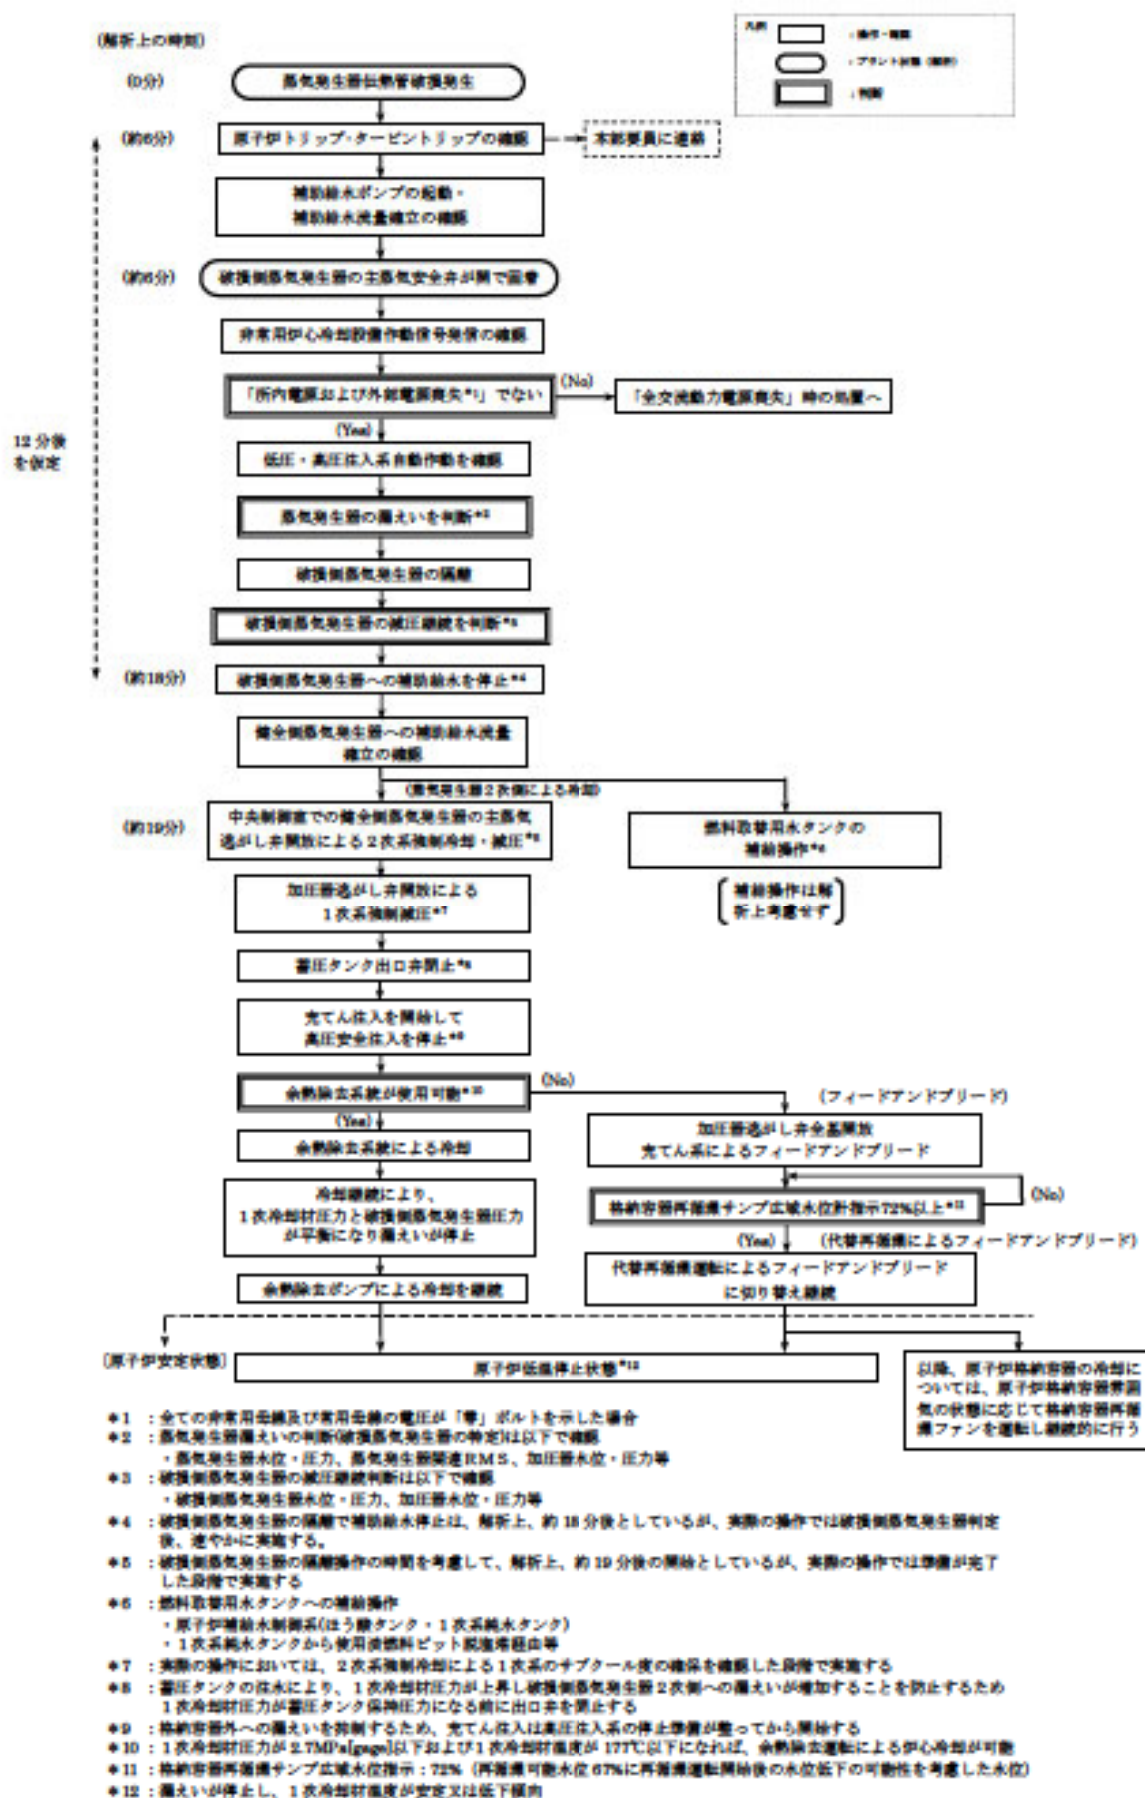 (解析上の時刻)
凡例
：操作・確認
：プラント状態（解析）
：判断
(0分)
蒸気発生器伝熱管破損発生
(約6分)
原子炉トリップ・タービントリップの確認
本部要員に連絡
補助給水ポンプの起動・
補助給水流量確立の確認
(約6分)
破損側蒸気発生器の主蒸気安全弁が開で固着
非常用炉心冷却設備作動信号発信の確認
「所内電源および外部電源喪失*1」でない
(No)
「全交流動力電源喪失」時の処置へ
(Yes)
12分後
を仮定
低圧・高圧注入系自動作動を確認
蒸気発生器の漏えいを判断*2
破損側蒸気発生器の隔離
破損側蒸気発生器の減圧継続を判断*3
(約18分)
破損側蒸気発生器への補助給水を停止*4
健全側蒸気発生器への補助給水流量
確立の確認
(蒸気発生器2次側による冷却)
(約19分)
中央制御室での健全側蒸気発生器の主蒸気
逃がし弁開放による2次系強制冷却・減圧*5
燃料取替用水タンクの
補給操作*6
補給操作は解
析上考慮せず
加圧器逃がし弁開放による
1次系強制減圧*7
蓄圧タンク出口弁閉止*8
充てん注入を開始して
高圧安全注入を停止*9
余熱除去系統が使用可能*10
(No)
(フィードアンドブリード)
(Yes)
加圧器逃がし弁全基開放
充てん系によるフィードアンドブリード
余熱除去系統による冷却
冷却継続により、
1次冷却材圧力と破損側蒸気発生器圧力
が平衡になり漏えいが停止
格納容器再循環サンプ広域水位計指示72%以上*11
(No)
(Yes)
(代替再循環によるフィードアンドブリード)
余熱除去ポンプによる冷却を継続
代替再循環運転によるフィードアンドブリード
に切り替え継続
[原子炉安定状態]
原子炉低温停止状態*12
以降、原子炉格納容器の冷却に
ついては、原子炉格納容器雰囲
気の状態に応じて格納容器再循
環ファンを運転し継続的に行う
*1 ：全ての非常用母線及び常用母線の電圧が「零」ボルトを示した場合
*2 ：蒸気発生器漏えいの判断(破損蒸気発生器の特定)は以下で確認
・蒸気発生器水位・圧力、蒸気発生器関連RMS、加圧器水位・圧力等
*3 ：破損側蒸気発生器の減圧継続判断は以下で確認
・破損側蒸気発生器水位・圧力、加圧器水位・圧力等
*4 ：破損側蒸気発生器の隔離で補助給水停止は、解析上、約18分後としているが、実際の操作では破損側蒸気発生器判定
後、速やかに実施する。
*5 ：破損側蒸気発生器の隔離操作の時間を考慮して、解析上、約19分後の開始としているが、実際の操作では準備が完了
した段階で実施する
*6 ：燃料取替用水タンクへの補給操作
・原子炉補給水制御系(ほう酸タンク・1次系純水タンク)
・1次系純水タンクから使用済燃料ピット脱塩塔経由等
*7 ：実際の操作においては、2次系強制冷却による1次系のサブクール度の確保を確認した段階で実施する
*8 ：蓄圧タンクの注水により、1次冷却材圧力が上昇し破損側蒸気発生器2次側への漏えいが増加することを防止するため
1次冷却材圧力が蓄圧タンク保持圧力になる前に出口弁を閉止する
*9 ：格納容器外への漏えいを抑制するため、充てん注入は高圧注入系の停止準備が整ってから開始する
*10 ：1次冷却材圧力が2.7MPa[gage]以下および1次冷却材温度が177℃以下になれば、余熱除去運転による炉心冷却が可能
*11 ：格納容器再循環サンプ広域水位指示：72%（再循環可能水位67%に再循環運転開始後の水位低下の可能性を考慮した水位）
*12 ：漏えいが停止し、1次冷却材温度が安定又は低下傾向